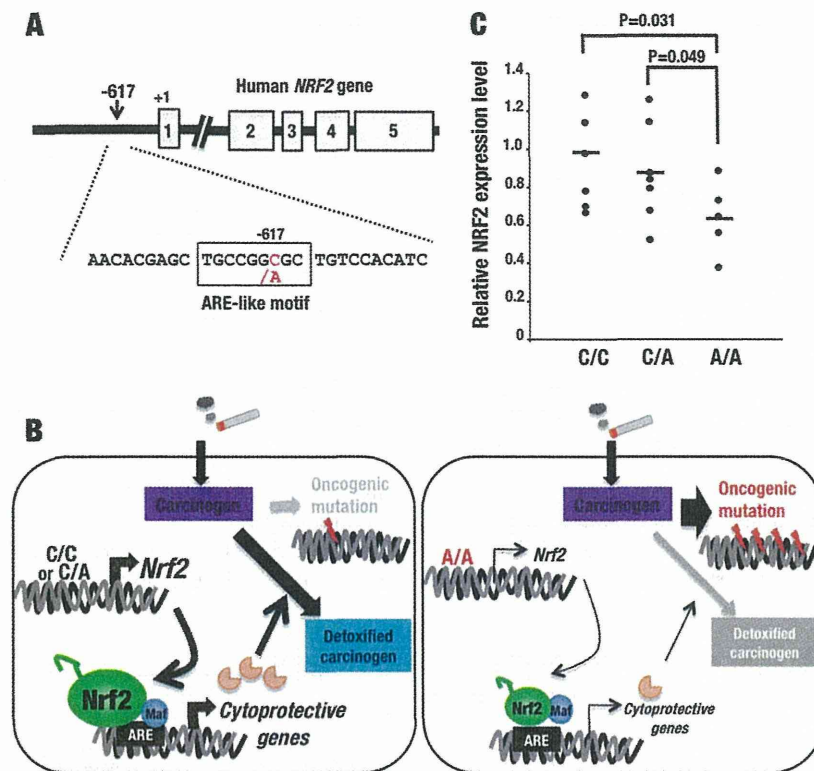 A
-617
+1
Human NRF2 gene
1
2
3
4
5
-617
AACACGAGC TGCCGGCGC TGTCCACATC
/A
ARE-like motif
C
P=0.031
P=0.049
Relative NRF2 expression level
1.4
1.2
1.0
0.8
0.6
0.4
0.2
0
C/C
C/A
A/A
B
Carcinogen
Oncogenic
mutation
C/C
or C/A
Nrf2
Detoxified
carcinogen
Nrf2
Maf
ARE
Cytoprotective
genes
Carcinogen
Oncogenic
mutation
A/A
Nrf2
Detoxified
carcinogen
Nrf2
Maf
ARE
Cytoprotective
genes